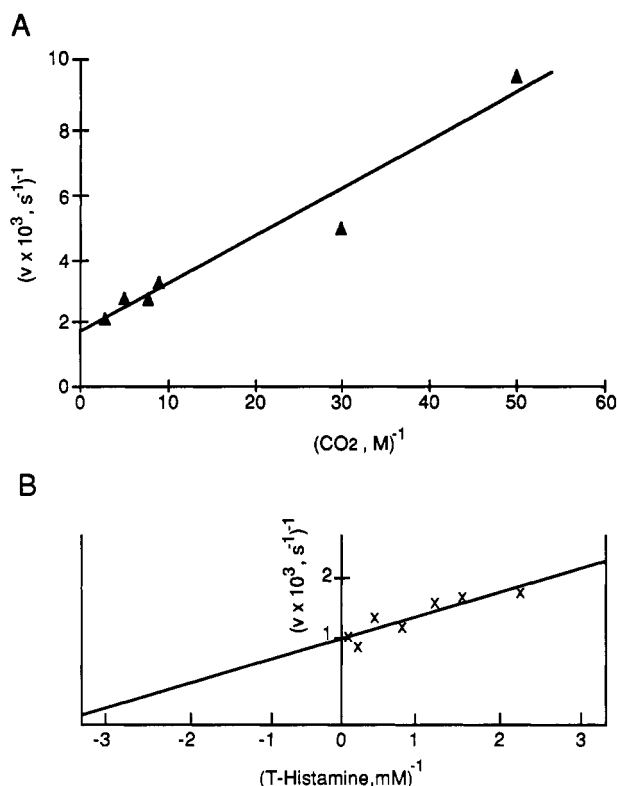 A
(v x 10³, s⁻¹)⁻¹
10
8
6
4
2
0
0 10 20 30 40 50 60
(CO₂, M)⁻¹
B
(v x 10³, s⁻¹)⁻¹
2
1
-3 -2 -1 0 1 2 3
(T-Histamine,mM)⁻¹